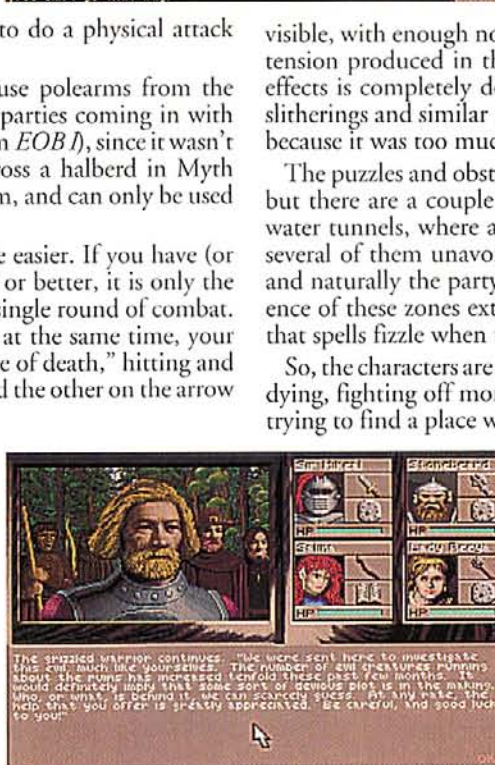 to do a physical attack
use polearms from the
parties coming in with
n EOB I), since it wasn't
oss a halberd in Myth
m, and can only be used
e easier. If you have (or
or better, it is only the
single round of combat.
at the same time, your
e of death," hitting and
d the other on the arrow
visible, with enough no
tension produced in th
effects is completely de
slitherings and similar
because it was too muc
The puzzles and obst
but there are a couple
water tunnels, where a
several of them unavo
and naturally the party
ence of these zones ext
that spells fizzle when
So, the characters are
dying, fighting off mon
trying to find a place w
HP
HP
HP
HP
The grizzled warrior continues. "We were sent here to investigate
this evil, much like yourselves. The number of evil creatures running
about the ruins has increased tenfold these past few months. It
would definitely imply that some sort of devious plot is in the making.
Who, or what, is behind it, we can scarcely guess. At any rate, the
help that you offer is greatly appreciated. Be careful, and good luck
to you!"